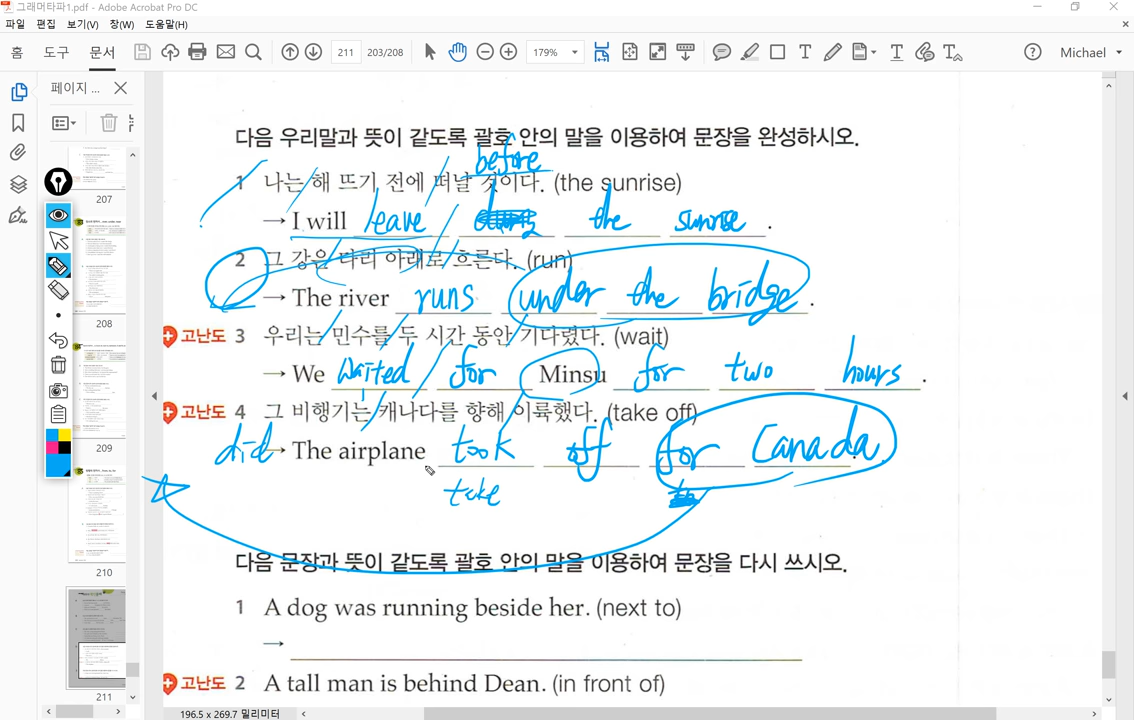 그래머타파1.pdf - Adobe Acrobat Pro DC
파일 편집 보기(V) 창(W) 도움말(H)
홈 도구 문서 211 203/208 179% Michael
페이지 ...
207
208
209
210
211
다음 우리말과 뜻이 같도록 괄호 안의 말을 이용하여 문장을 완성하시오.
before
1 나는 해 뜨기 전에 떠날 것이다. (the sunrise)
→ I will leave the sunrise.
2 그 강은 다리 아래로 흐른다. (run)
→ The river runs under the bridge.
고난도 3 우리는 민수를 두 시간 동안 기다렸다. (wait)
→ We waited for Minsu for two hours.
고난도 4 그 비행기는 캐나다를 향해 이륙했다. (take off)
did → The airplane took off for Canada
take
다음 문장과 뜻이 같도록 괄호 안의 말을 이용하여 문장을 다시 쓰시오.
1 A dog was running beside her. (next to)
→
고난도 2 A tall man is behind Dean. (in front of)
196.5 x 269.7 밀리미터